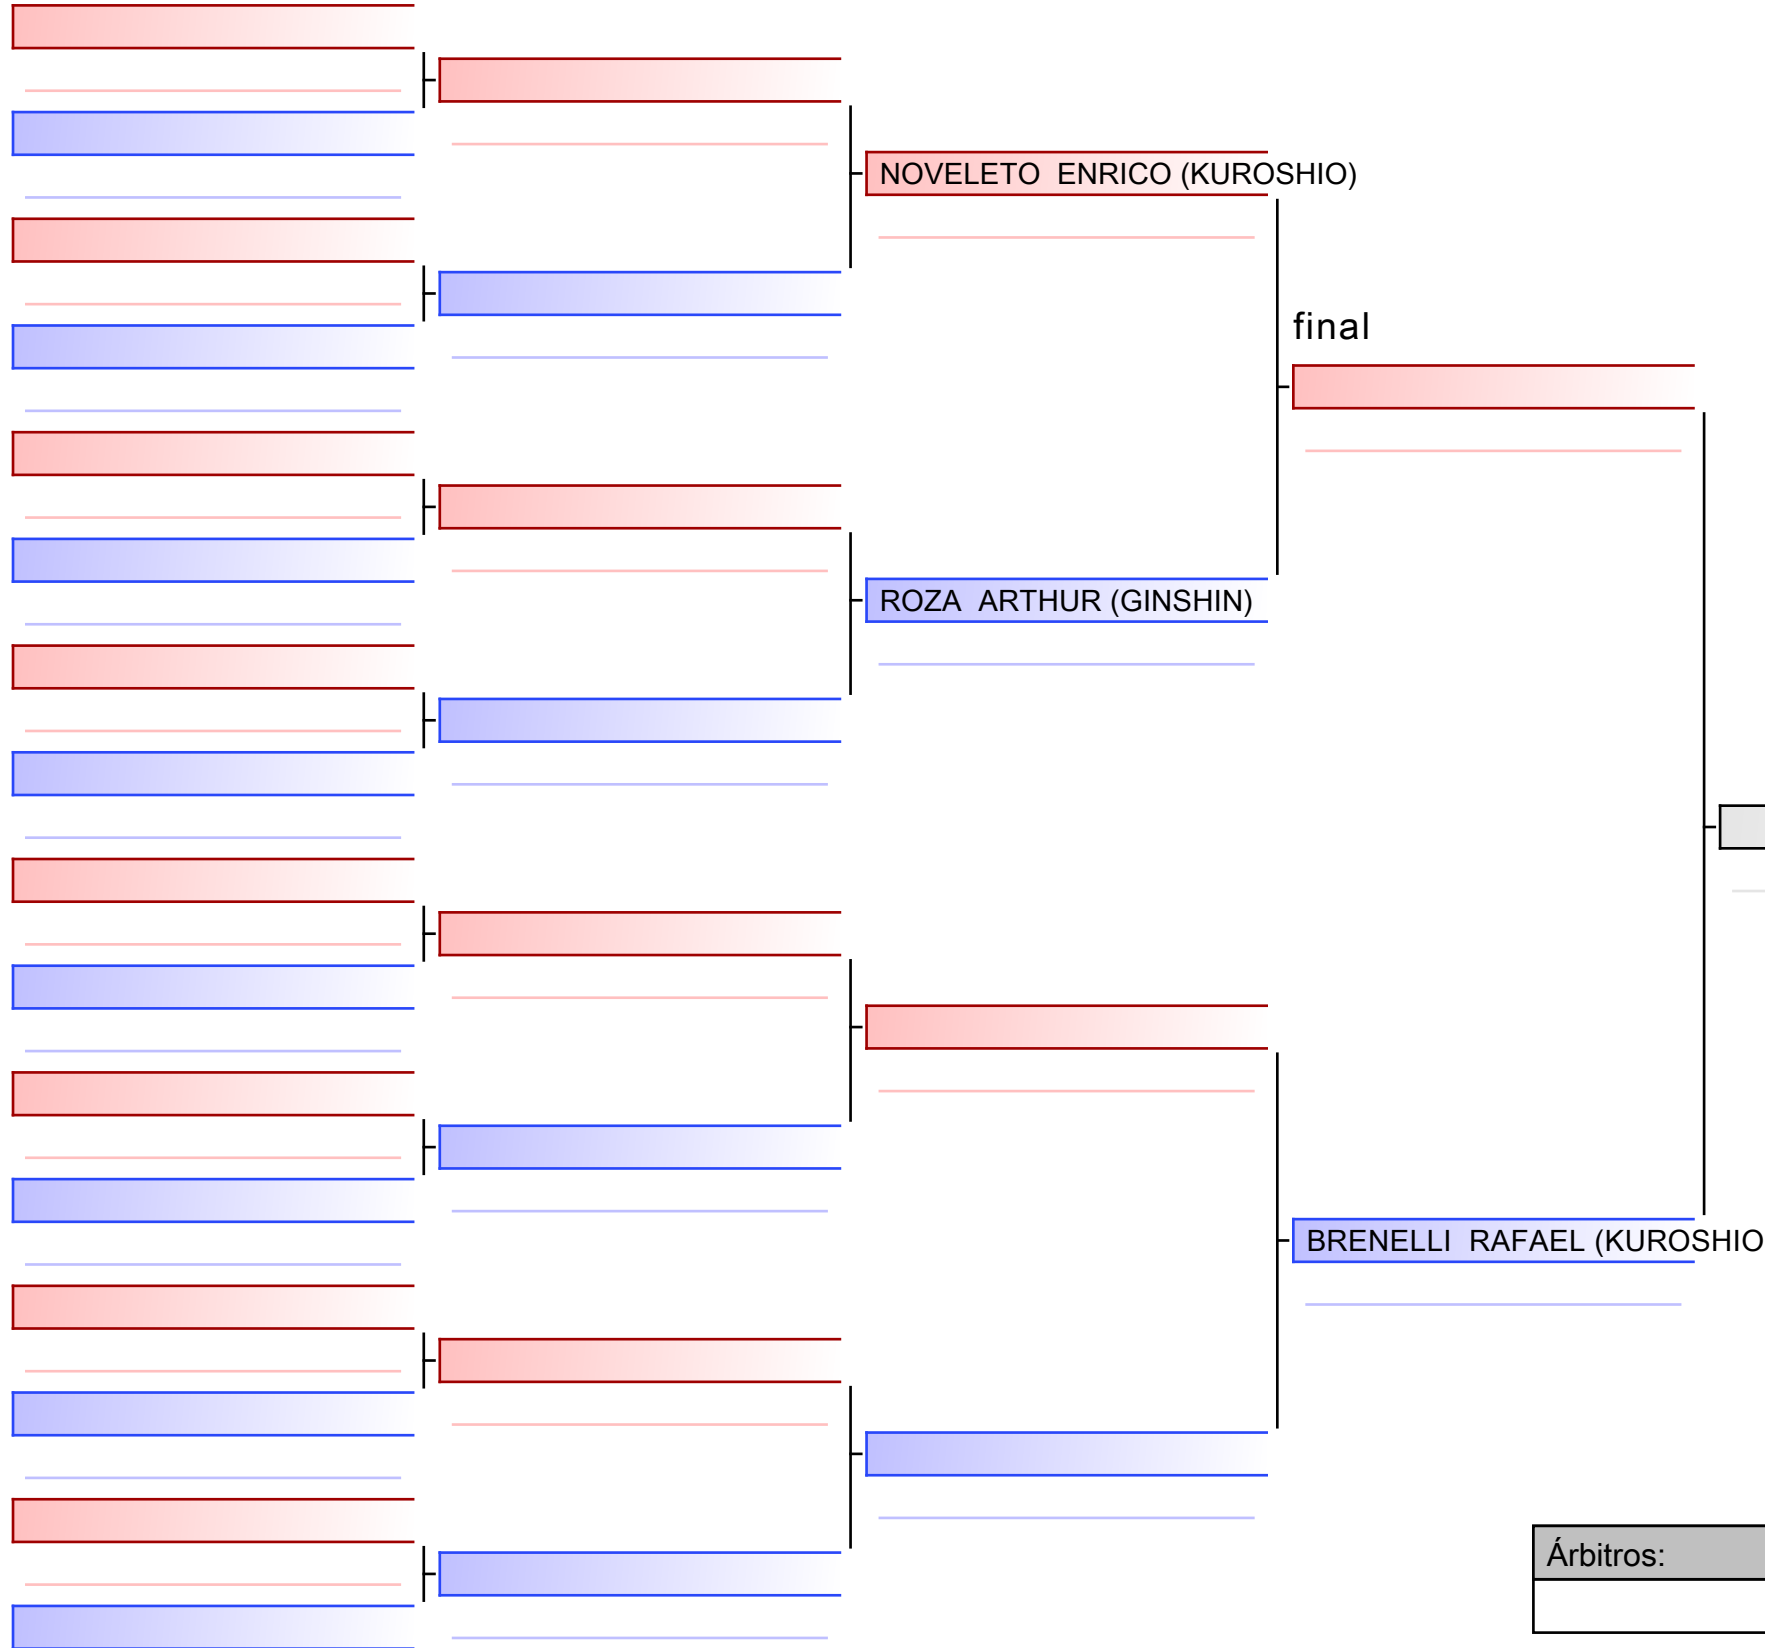 NOVELETO ENRICO (KUROSHIO)
final
ROZA ARTHUR (GINSHIN)
BRENELLI RAFAEL (KUROSHIO
Árbitros: